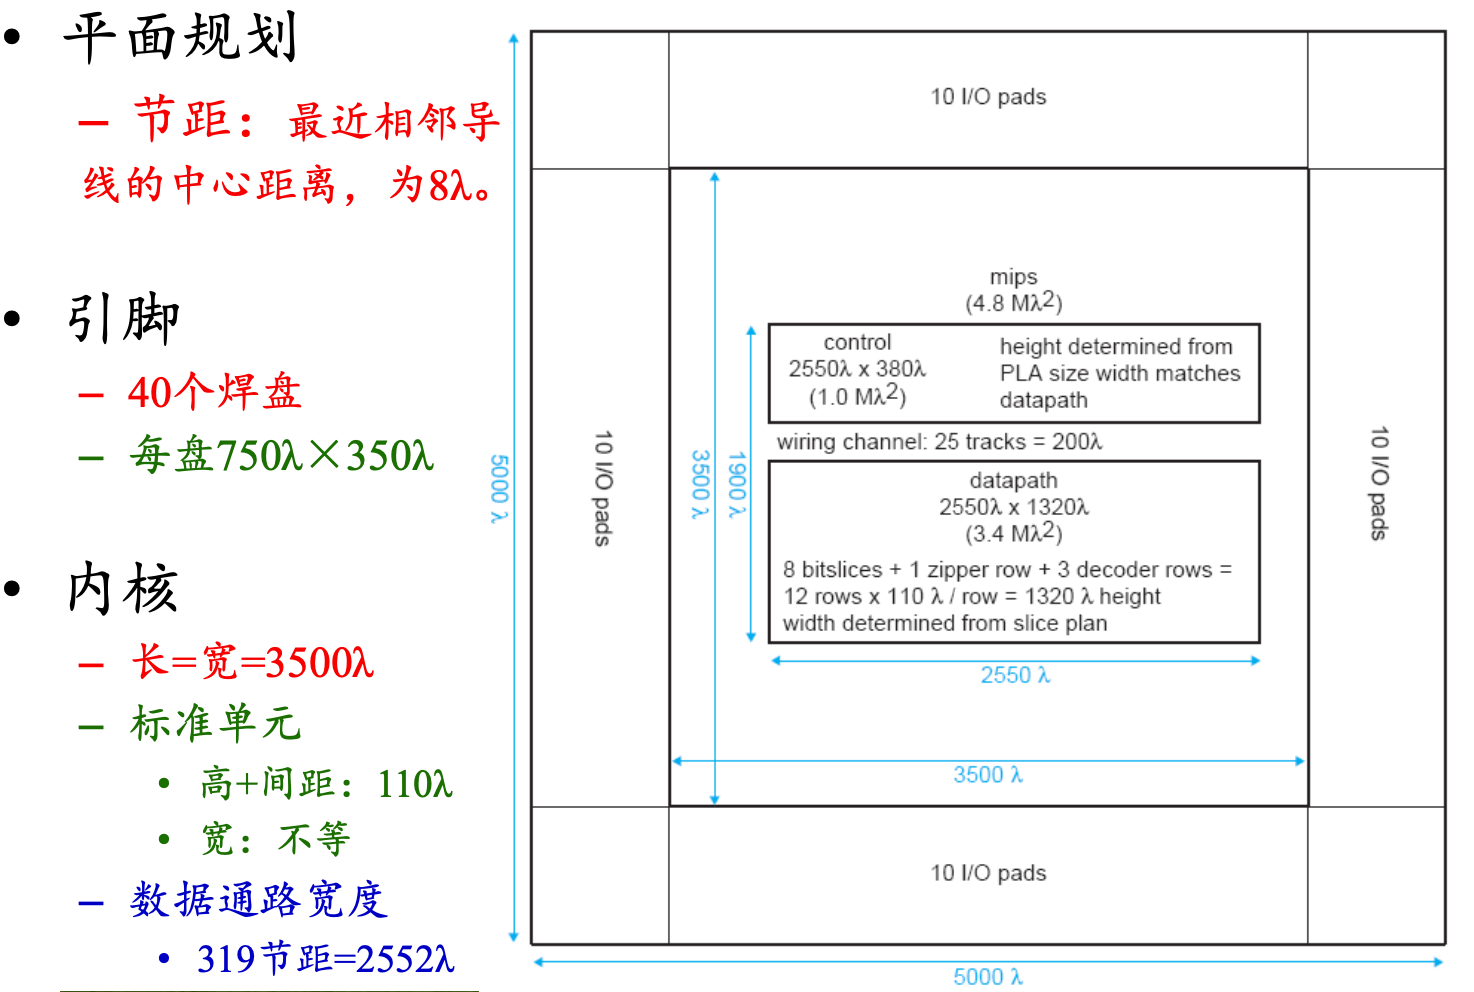 • 平面规划
– 节距：最近相邻导
线的中心距离，为8λ。
• 引脚
– 40个焊盘
– 每盘750λ×350λ
• 内核
– 长=宽=3500λ
– 标准单元
• 高+间距：110λ
• 宽：不等
– 数据通路宽度
• 319节距=2552λ
10 I/O pads
10 I/O pads
5000 λ
3500 λ
1900 λ
mips
(4.8 Mλ2)
control
2550λ x 380λ
(1.0 Mλ2)
height determined from
PLA size width matches
datapath
wiring channel: 25 tracks = 200λ
datapath
2550λ x 1320λ
(3.4 Mλ2)
8 bitslices + 1 zipper row + 3 decoder rows =
12 rows x 110 λ / row = 1320 λ height
width determined from slice plan
2550 λ
3500 λ
10 I/O pads
10 I/O pads
5000 λ